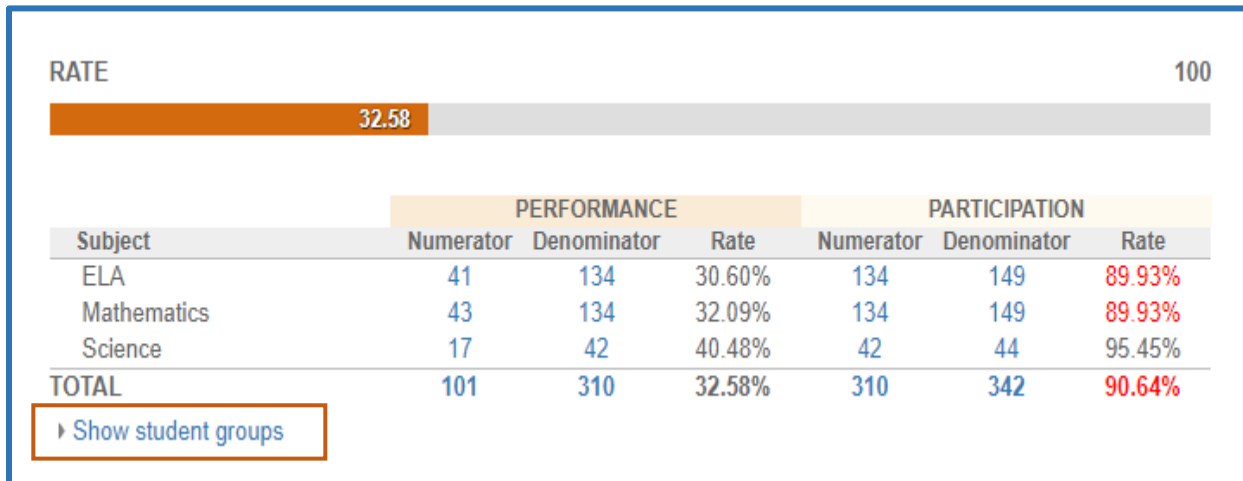 RATE 100
32.58
PERFORMANCE PARTICIPATION
Subject Numerator Denominator Rate Numerator Denominator Rate
ELA 41 134 30.60% 134 149 89.93%
Mathematics 43 134 32.09% 134 149 89.93%
Science 17 42 40.48% 42 44 95.45%
TOTAL 101 310 32.58% 310 342 90.64%
Show student groups